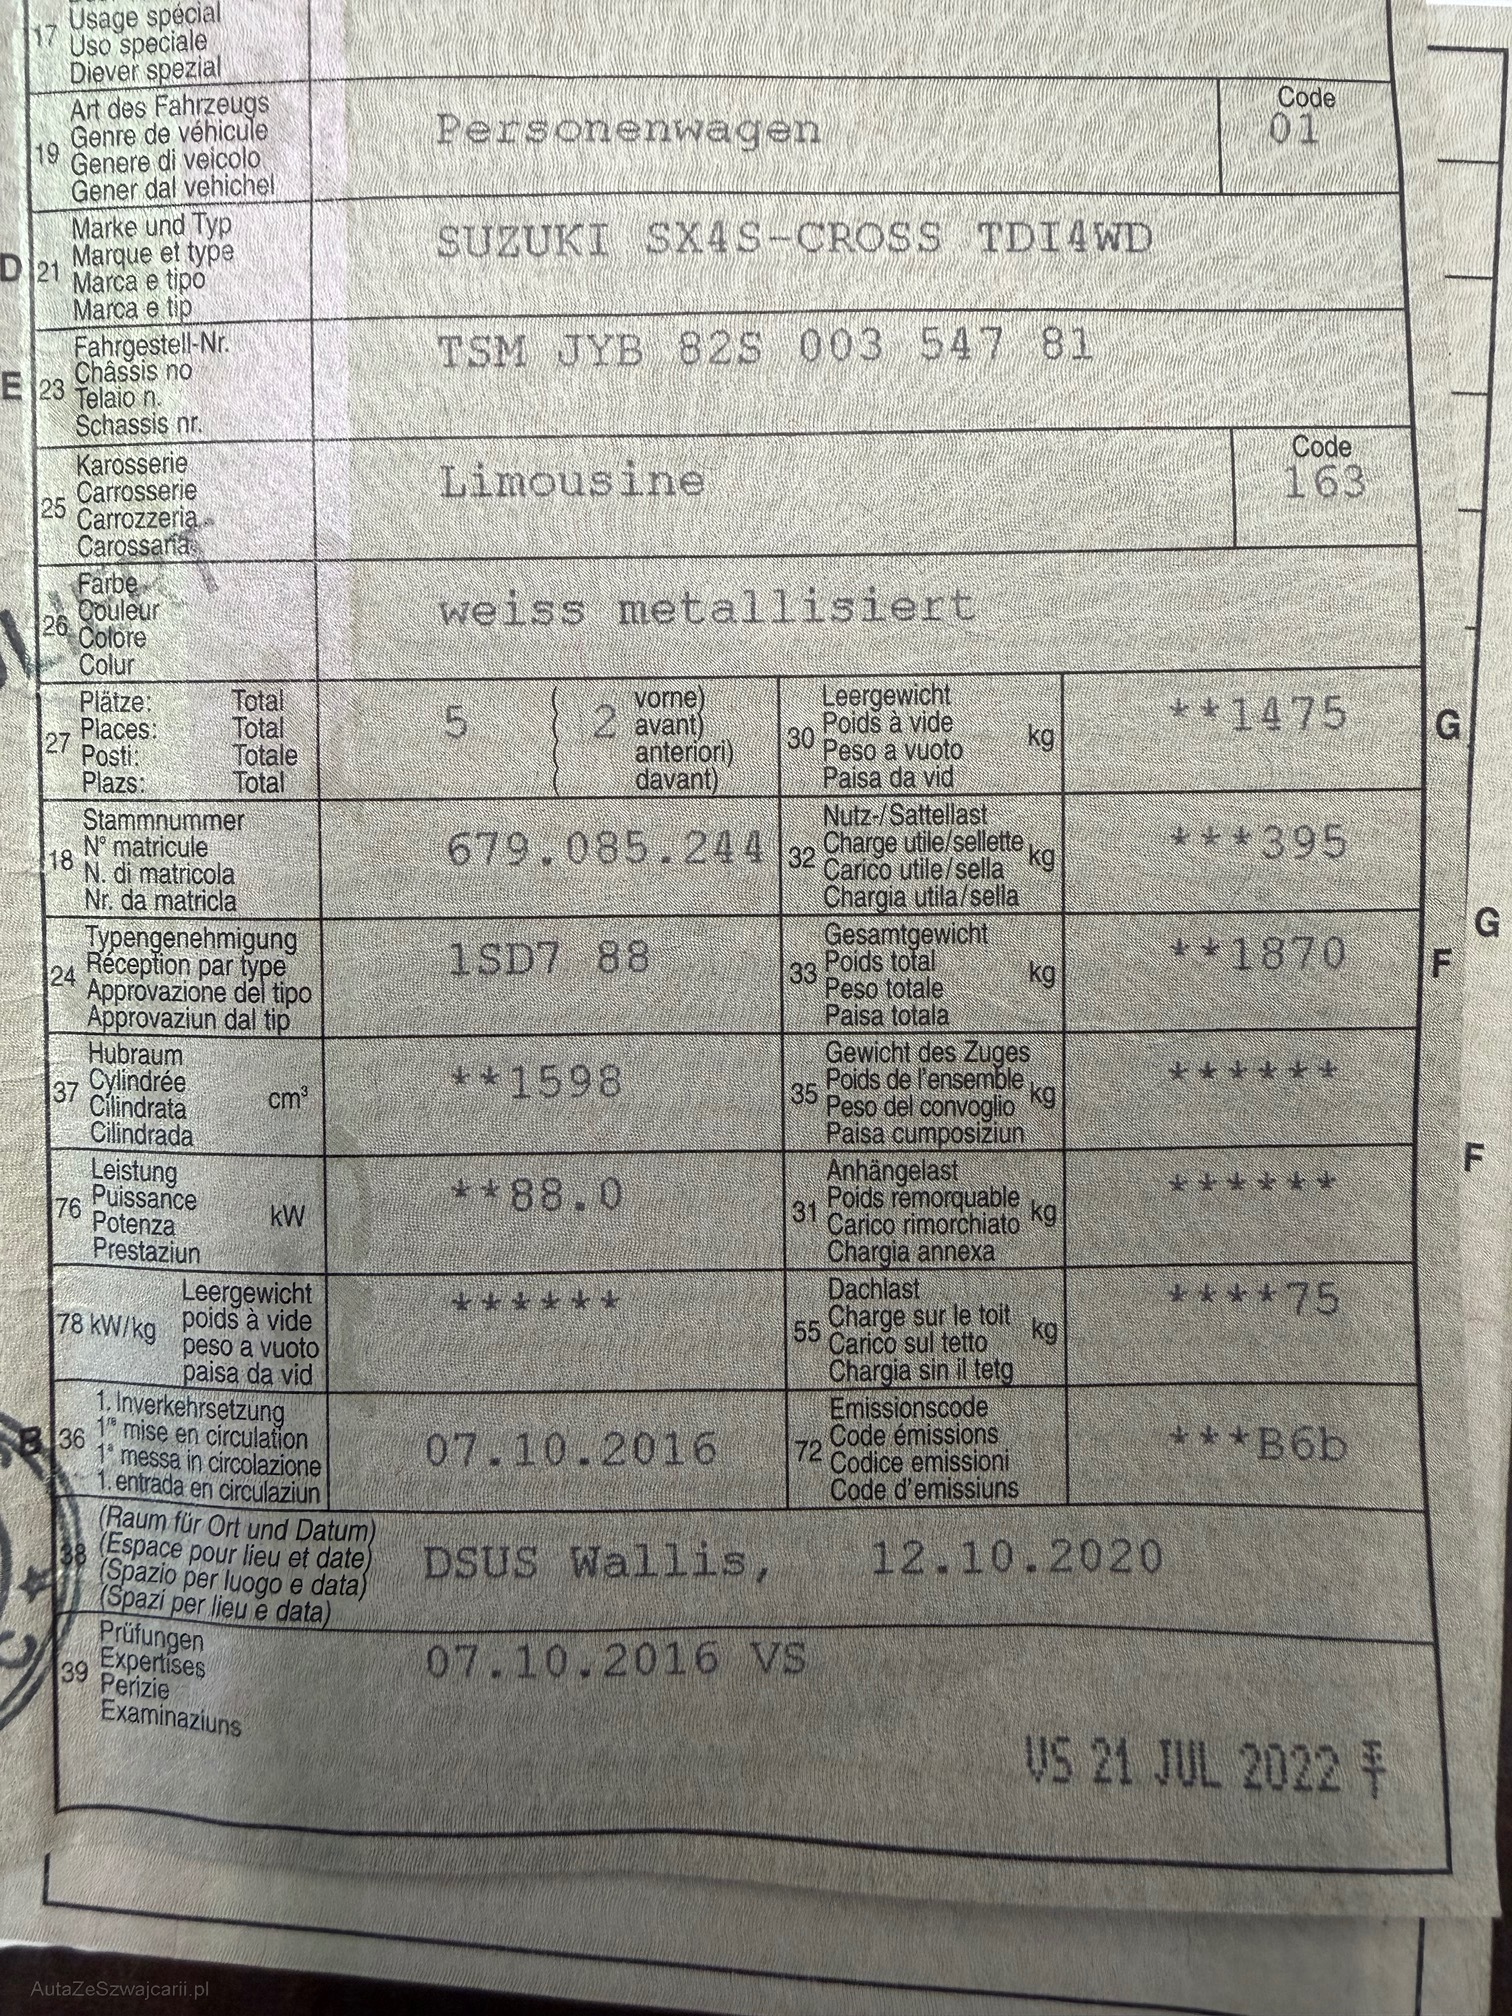 17 Usage spécial
Uso speciale
Diever spezial
19 Art des Fahrzeugs
Genre de véhicule
Genere di veicolo
Gener dal vehichel
Personenwagen
Code
01
D 21 Marke und Typ
Marque et type
Marca e tipo
Marca e tip
SUZUKI SX4S-CROSS TDI4WD
E 23 Fahrgestell-Nr.
Châssis no
Telaio n.
Schassis nr.
TSM JYB 82S 003 547 81
25 Karosserie
Carrosserie
Carrozzeria
Carossaria
Limousine
Code
163
26 Farbe
Couleur
Colore
Colur
weiss metallisiert
27 Plätze: Total
Places: Total
Posti: Totale
Plazs: Total
5 ( 2 vorne)
avant)
anteriori)
davant)
30 Leergewicht
Poids à vide
Peso a vuoto
Paisa da vid
kg
**1475
G
18 Stammnummer
N° matricule
N. di matricola
Nr. da matricla
679.085.244
32 Nutz-/Sattellast
Charge utile/sellette
Carico utile/sella
Chargia utila/sella
kg
***395
24 Typengenehmigung
Réception par type
Approvazione del tipo
Approvaziun dal tip
1SD7 88
33 Gesamtgewicht
Poids total
Peso totale
Paisa totala
kg
**1870
F
G
37 Hubraum
Cylindrée
Cilindrata
Cilindrada
cm³
**1598
35 Gewicht des Zuges
Poids de l'ensemble
Peso del convoglio
Paisa cumposiziun
kg
******
76 Leistung
Puissance
Potenza
Prestaziun
kW
**88.0
31 Anhängelast
Poids remorquable
Carico rimorchiato
Chargia annexa
kg
******
F
78 kW/kg
Leergewicht
poids à vide
peso a vuoto
paisa da vid
******
55 Dachlast
Charge sur le toit
Carico sul tetto
Chargia sin il tetg
kg
****75
B 36 1. Inverkehrsetzung
1re mise en circulation
1a messa in circolazione
1. entrada en circulaziun
07.10.2016
72 Emissionscode
Code émissions
Codice emissioni
Code d'emissiuns
***B6b
38 (Raum für Ort und Datum)
(Espace pour lieu et date)
(Spazio per luogo e data)
(Spazi per lieu e data)
DSUS Wallis, 12.10.2020
39 Prüfungen
Expertises
Perizie
Examinaziuns
07.10.2016 VS
VS 21 JUL 2022
AutaZeSzwajcarii.pl